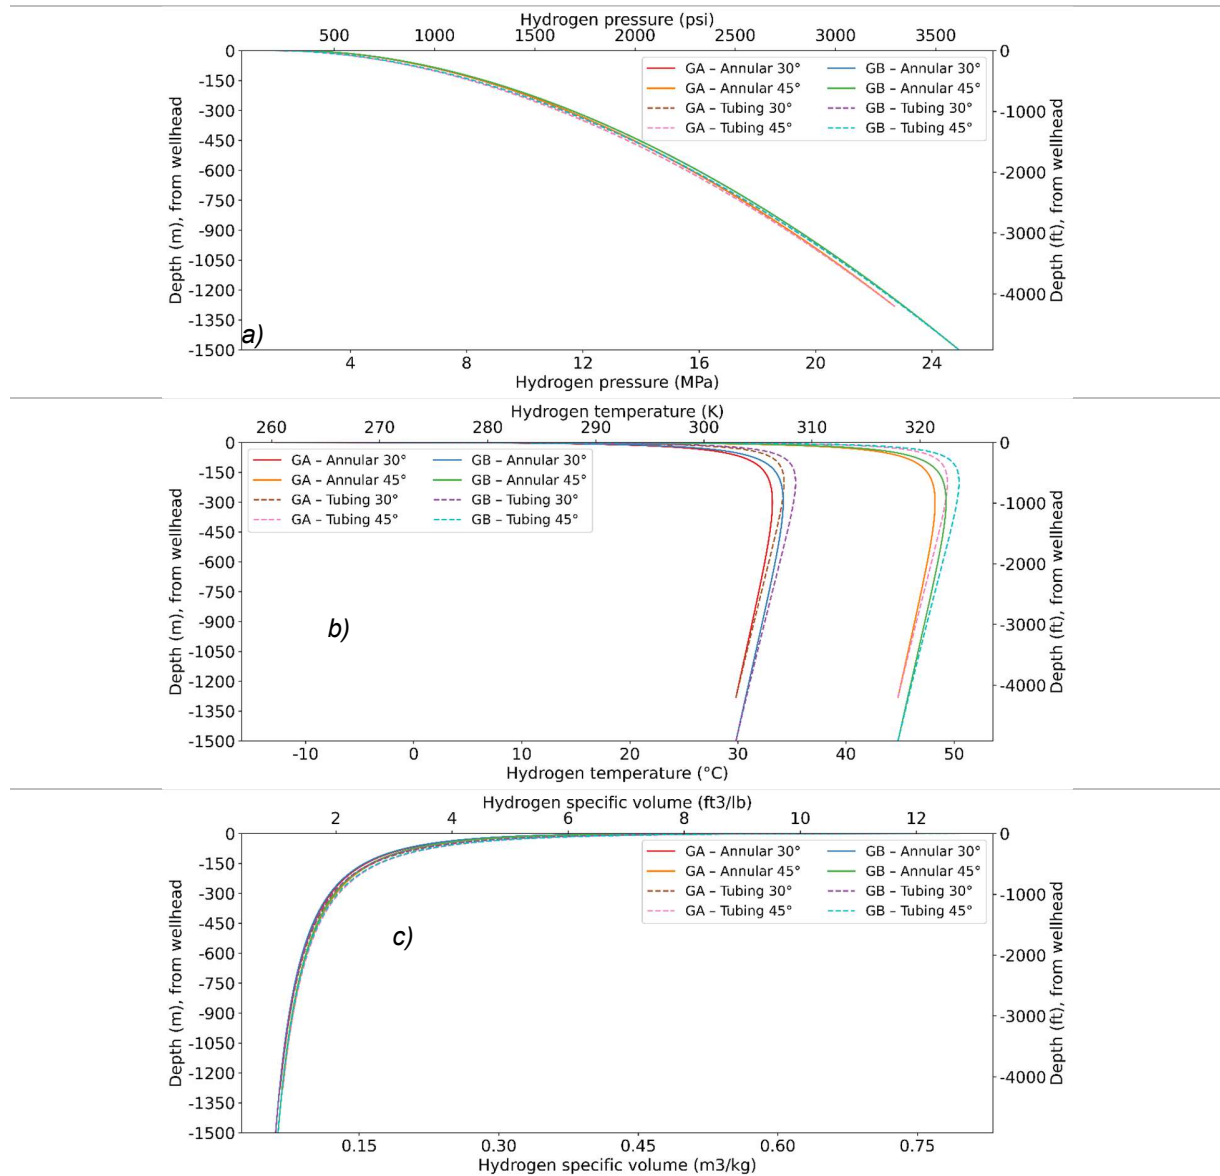 Hydrogen pressure (psi)
500 1000 1500 2000 2500 3000 3500
0 0
-150
-300
-450
-600
-750
-900
-1050
-1200
-1350
-1500
-1000
-2000
-3000
-4000
Depth (m), from wellhead
Depth (ft), from wellhead
GA – Annular 30° GB – Annular 30°
GA – Annular 45° GB – Annular 45°
GA – Tubing 30° GB – Tubing 30°
GA – Tubing 45° GB – Tubing 45°
a)
4 8 12 16 20 24
Hydrogen pressure (MPa)
Hydrogen temperature (K)
260 270 280 290 300 310 320
0 0
-150
-300
-450
-600
-750
-900
-1050
-1200
-1350
-1500
-1000
-2000
-3000
-4000
Depth (m), from wellhead
Depth (ft), from wellhead
GA – Annular 30° GB – Annular 30°
GA – Annular 45° GB – Annular 45°
GA – Tubing 30° GB – Tubing 30°
GA – Tubing 45° GB – Tubing 45°
b)
-10 0 10 20 30 40 50
Hydrogen temperature (°C)
Hydrogen specific volume (ft3/lb)
2 4 6 8 10 12
0 0
-150
-300
-450
-600
-750
-900
-1050
-1200
-1350
-1500
-1000
-2000
-3000
-4000
Depth (m), from wellhead
Depth (ft), from wellhead
GA – Annular 30° GB – Annular 30°
GA – Annular 45° GB – Annular 45°
GA – Tubing 30° GB – Tubing 30°
GA – Tubing 45° GB – Tubing 45°
c)
0.15 0.30 0.45 0.60 0.75
Hydrogen specific volume (m3/kg)